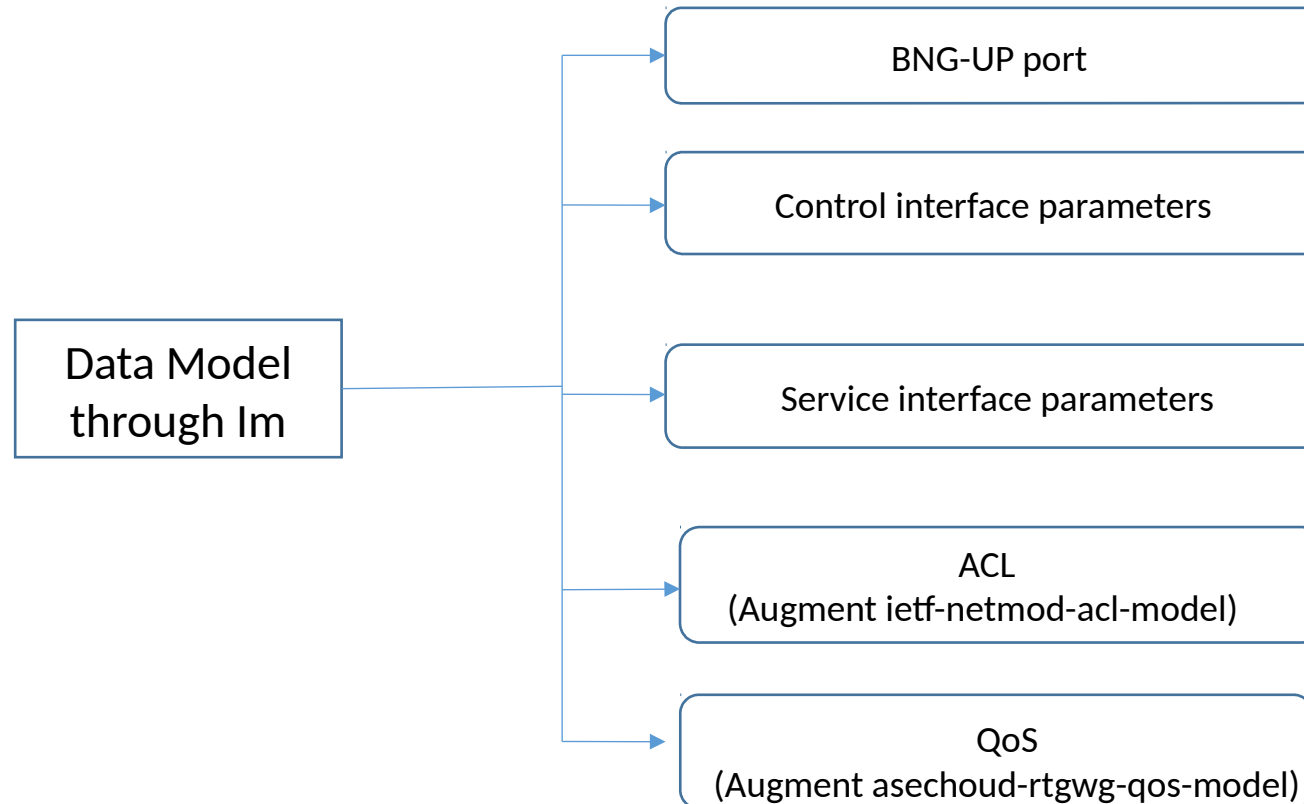 BNG-UP port
Control interface parameters
Data Model
through Im
Service interface parameters
ACL
(Augment ietf-netmod-acl-model)
QoS
(Augment asechoud-rtgwg-qos-model)